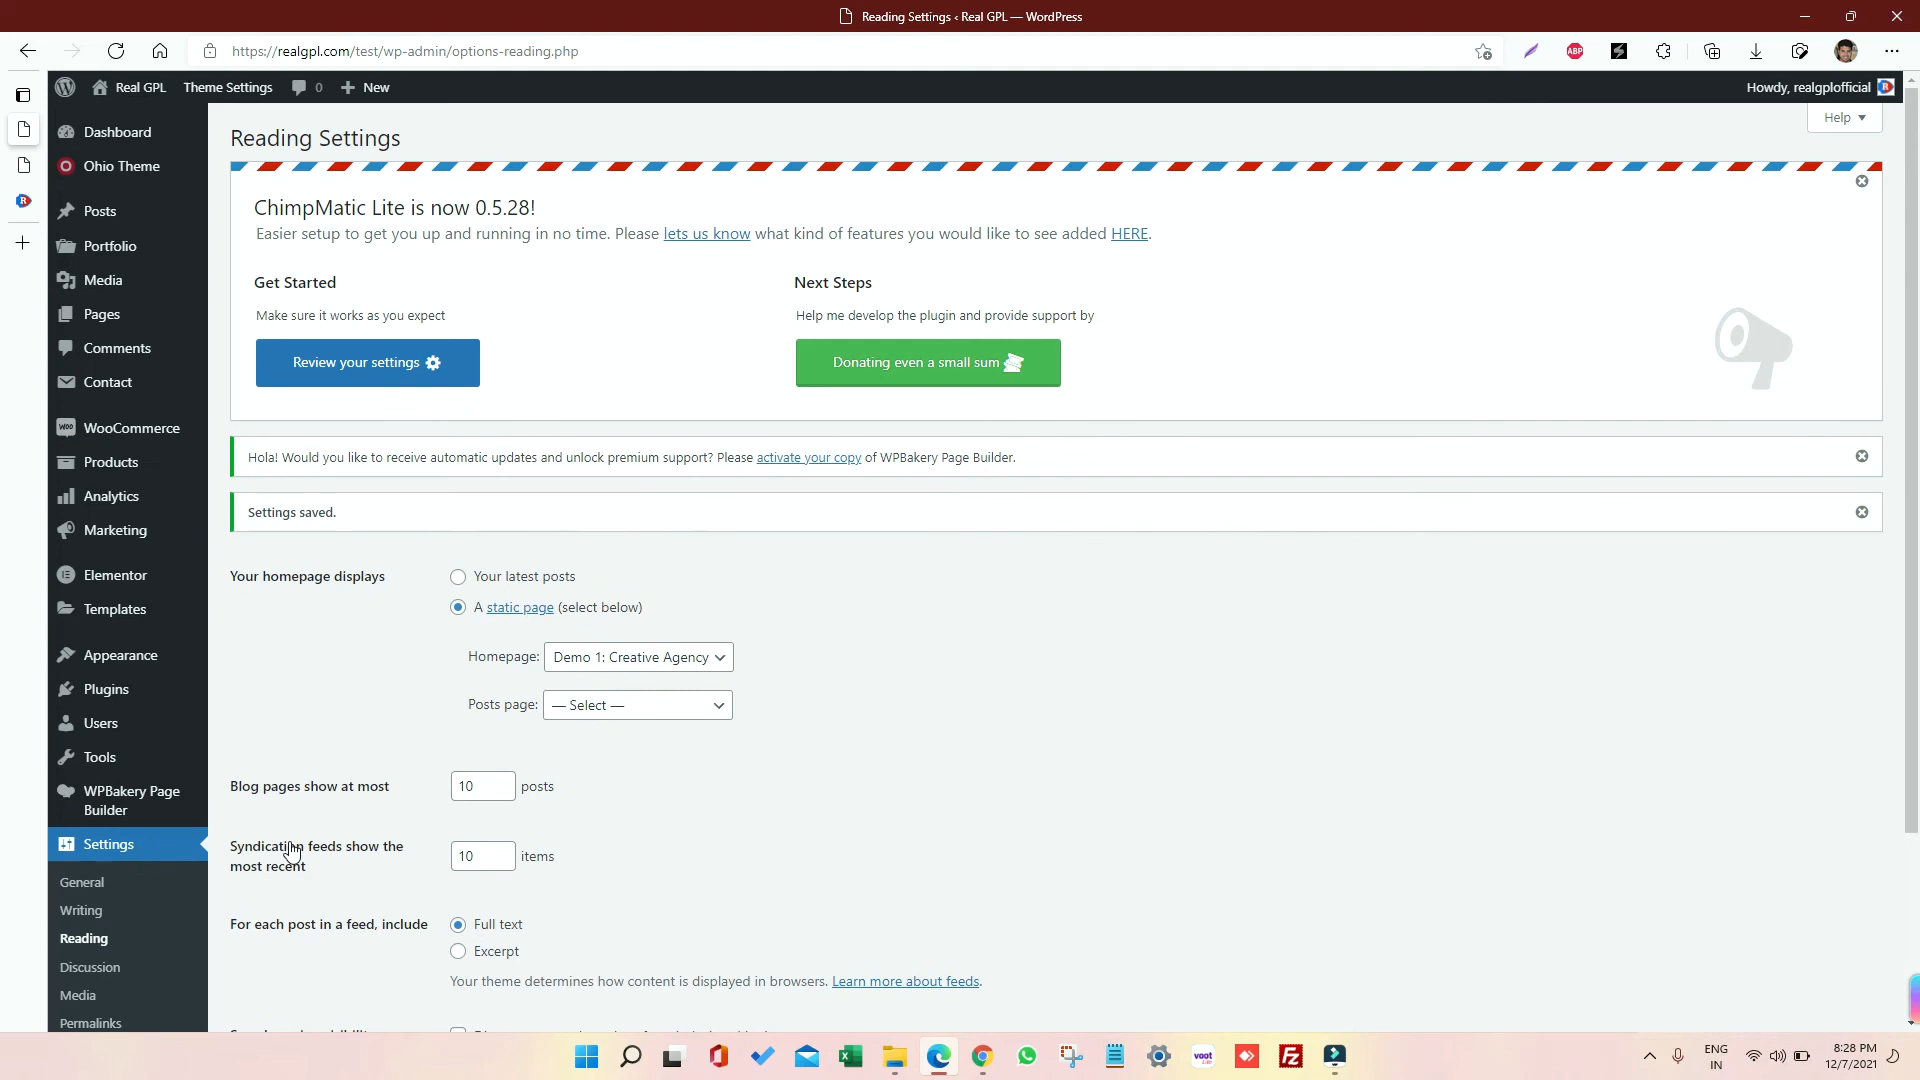 Reading Settings ‹ Real GPL — WordPress
https://realgpl.com/test/wp-admin/options-reading.php
ABP
Real GPL
Theme Settings
0
New
Howdy, realgplofficial
Help
Dashboard
Ohio Theme
Posts
Portfolio
Media
Pages
Comments
Contact
WooCommerce
Products
Analytics
Marketing
Elementor
Templates
Appearance
Plugins
Users
Tools
WPBakery Page
Builder
Settings
General
Writing
Reading
Discussion
Media
Permalinks
Reading Settings
ChimpMatic Lite is now 0.5.28!
Easier setup to get you up and running in no time. Please lets us know what kind of features you would like to see added HERE.
Get Started
Make sure it works as you expect
Review your settings
Next Steps
Help me develop the plugin and provide support by
Donating even a small sum
Hola! Would you like to receive automatic updates and unlock premium support? Please activate your copy of WPBakery Page Builder.
Settings saved.
Your homepage displays
Your latest posts
A static page (select below)
Homepage: Demo 1: Creative Agency
Posts page: — Select —
Blog pages show at most
10 posts
Syndication feeds show the
most recent
10 items
For each post in a feed, include
Full text
Excerpt
Your theme determines how content is displayed in browsers. Learn more about feeds.
voot
ENG
IN
8:28 PM
12/7/2021